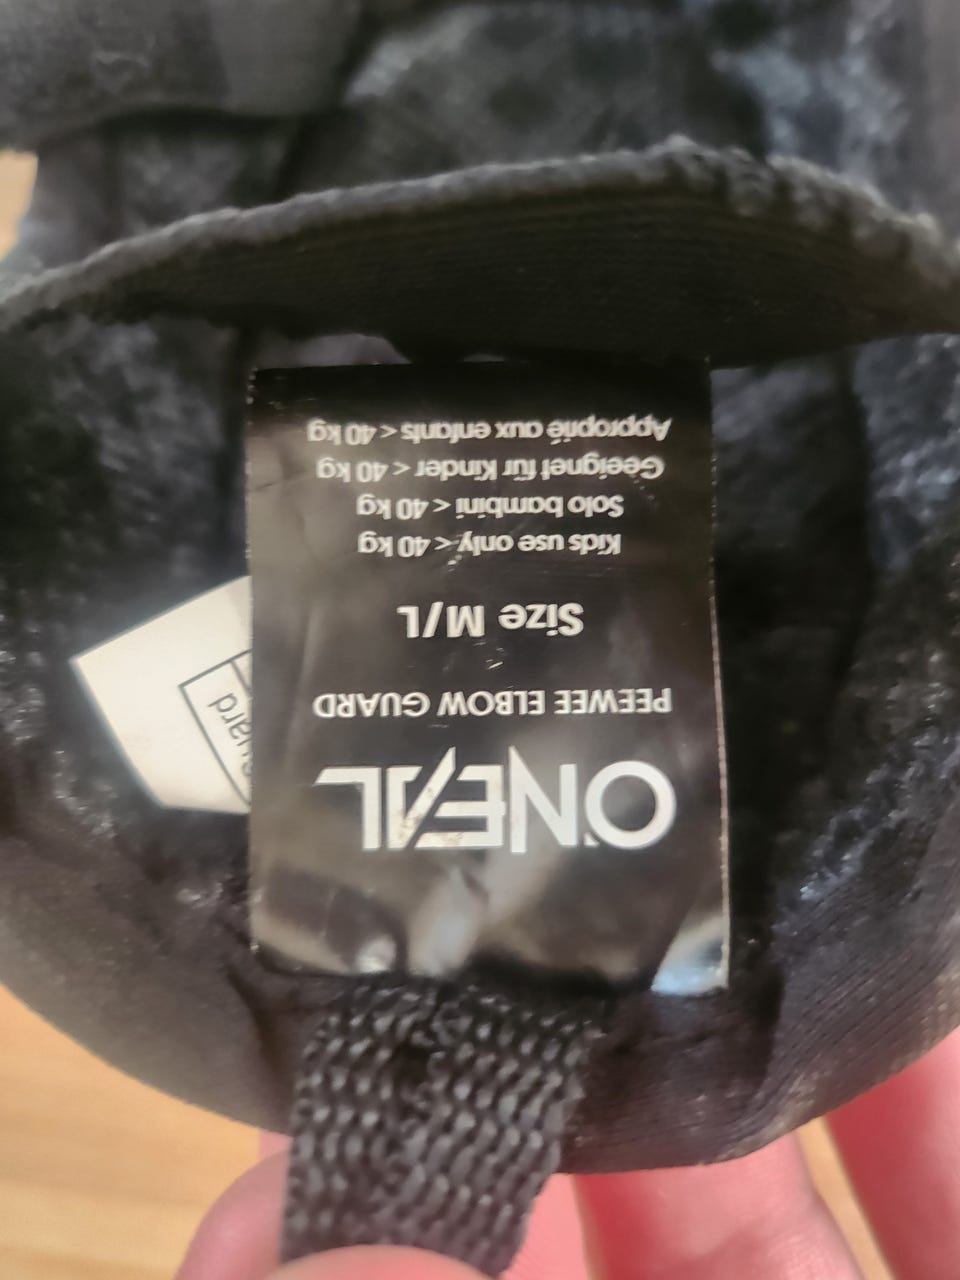 O'NEAL
PEEWEE ELBOW GUARD
Size M/L
Kids use only < 40 kg
Solo bambini < 40 kg
Geeignet für Kinder < 40 kg
Approprié aux enfants < 40 kg